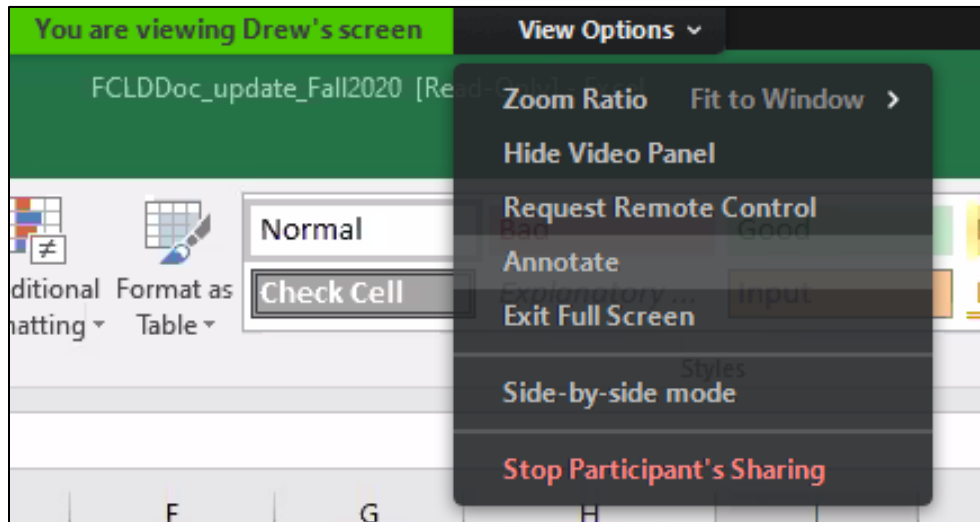 You are viewing Drew's screen
View Options
FCLDDoc_update_Fall2020 [Read-Only]
Zoom Ratio Fit to Window
Hide Video Panel
Request Remote Control
Annotate
Exit Full Screen
Side-by-side mode
Stop Participant's Sharing
ditional
atting
Format as
Table
Normal
Bad
Good
Check Cell
Explanatory ...
Input
Styles
F
G
H